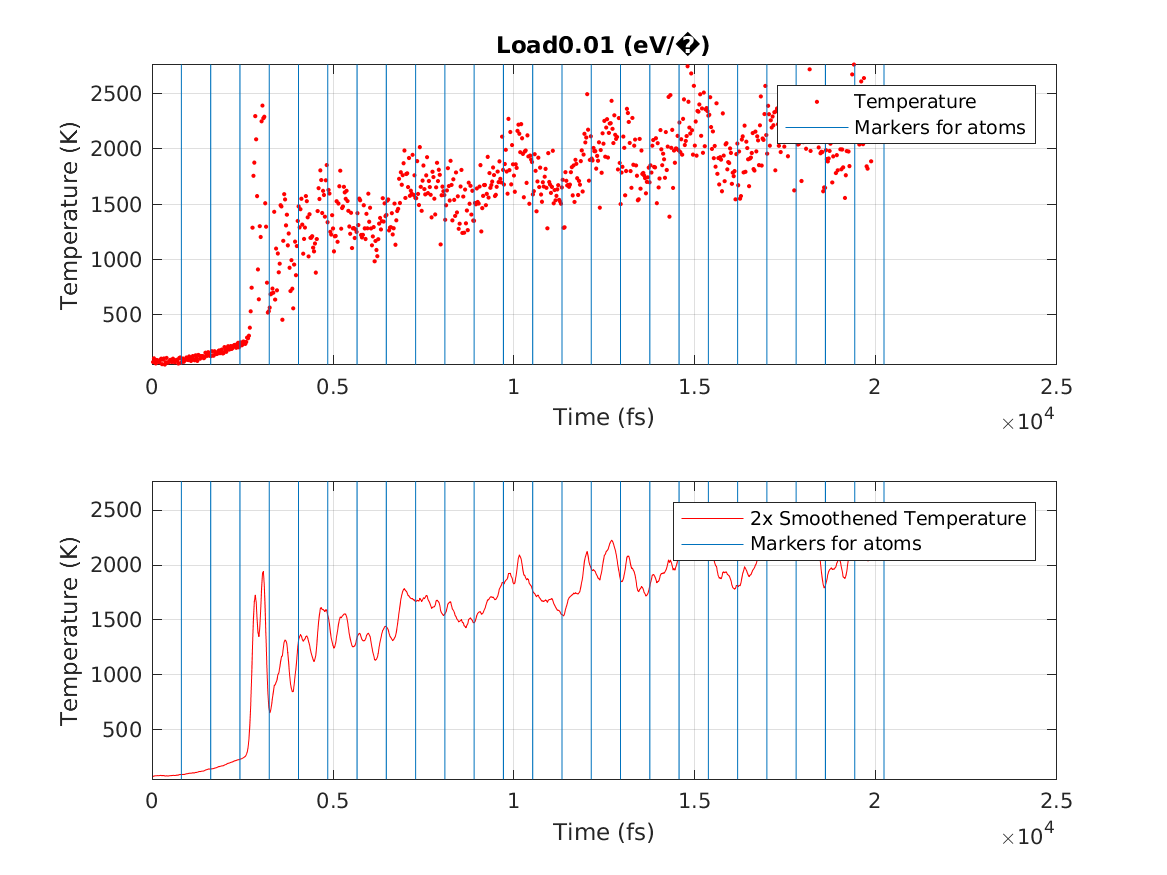 Load0.01 (eV/�)
Temperature (K)
2500
2000
1500
1000
500
Temperature
Markers for atoms
0
0.5
1
1.5
2
2.5
Time (fs)
×10^4
Temperature (K)
2500
2000
1500
1000
500
2x Smoothened Temperature
Markers for atoms
0
0.5
1
1.5
2
2.5
Time (fs)
×10^4